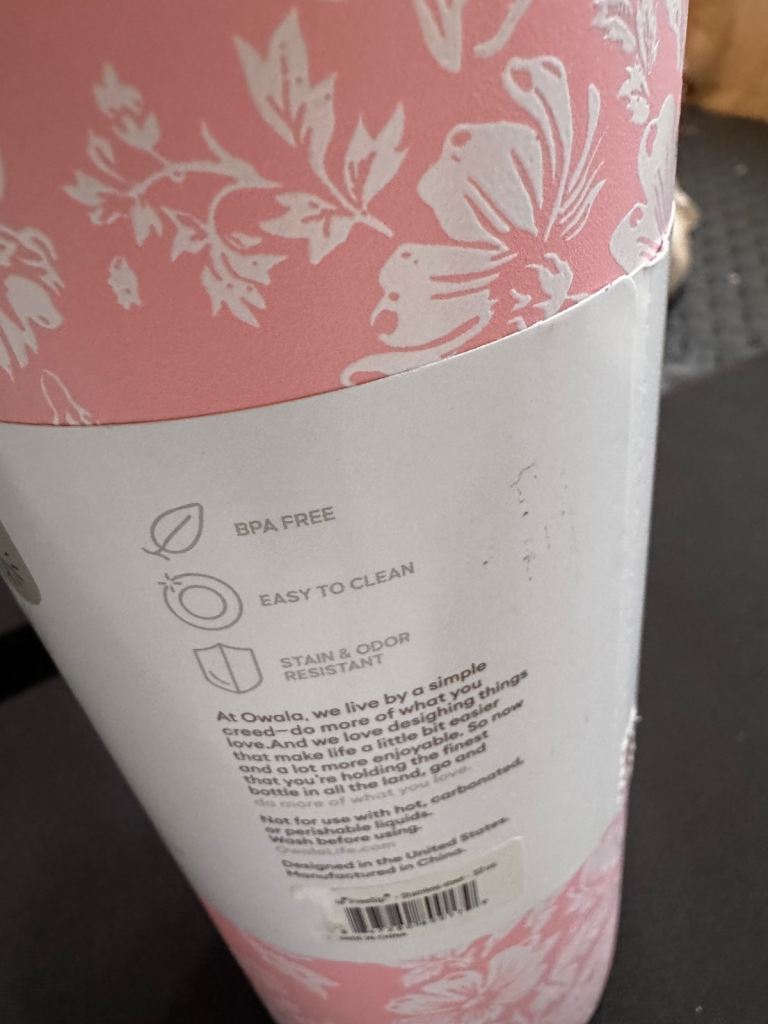 BPA FREE
EASY TO CLEAN
STAIN & ODOR
RESISTANT
At Owala, we live by a simple
creed—do more of what you
love.And we love desighing things
that make life a little bit easier
and a lot more enjoyable. So now
that you're holding the finest
bottle in all the land, go and
do more of what you love.
Not for use with hot, carbonated,
or perishable liquids.
Wash before using.
OwalaLife.com
Designed in the United States.
Manufactured in China.
MADE IN CHINA